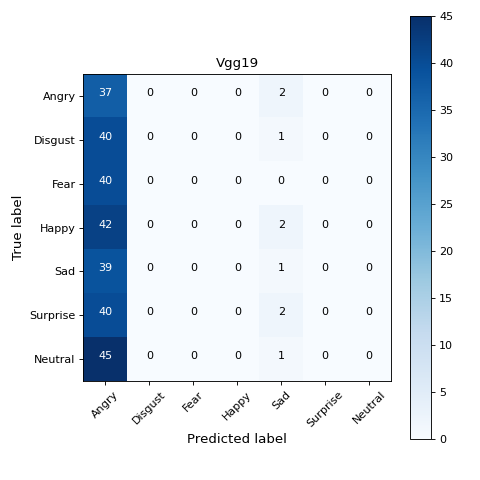 Vgg19
Angry 37 0 0 0 2 0 0
Disgust 40 0 0 0 1 0 0
Fear 40 0 0 0 0 0 0
Happy 42 0 0 0 2 0 0
Sad 39 0 0 0 1 0 0
Surprise 40 0 0 0 2 0 0
Neutral 45 0 0 0 1 0 0
Angry Disgust Fear Happy Sad Surprise Neutral
Predicted label
True label
45
40
35
30
25
20
15
10
5
0